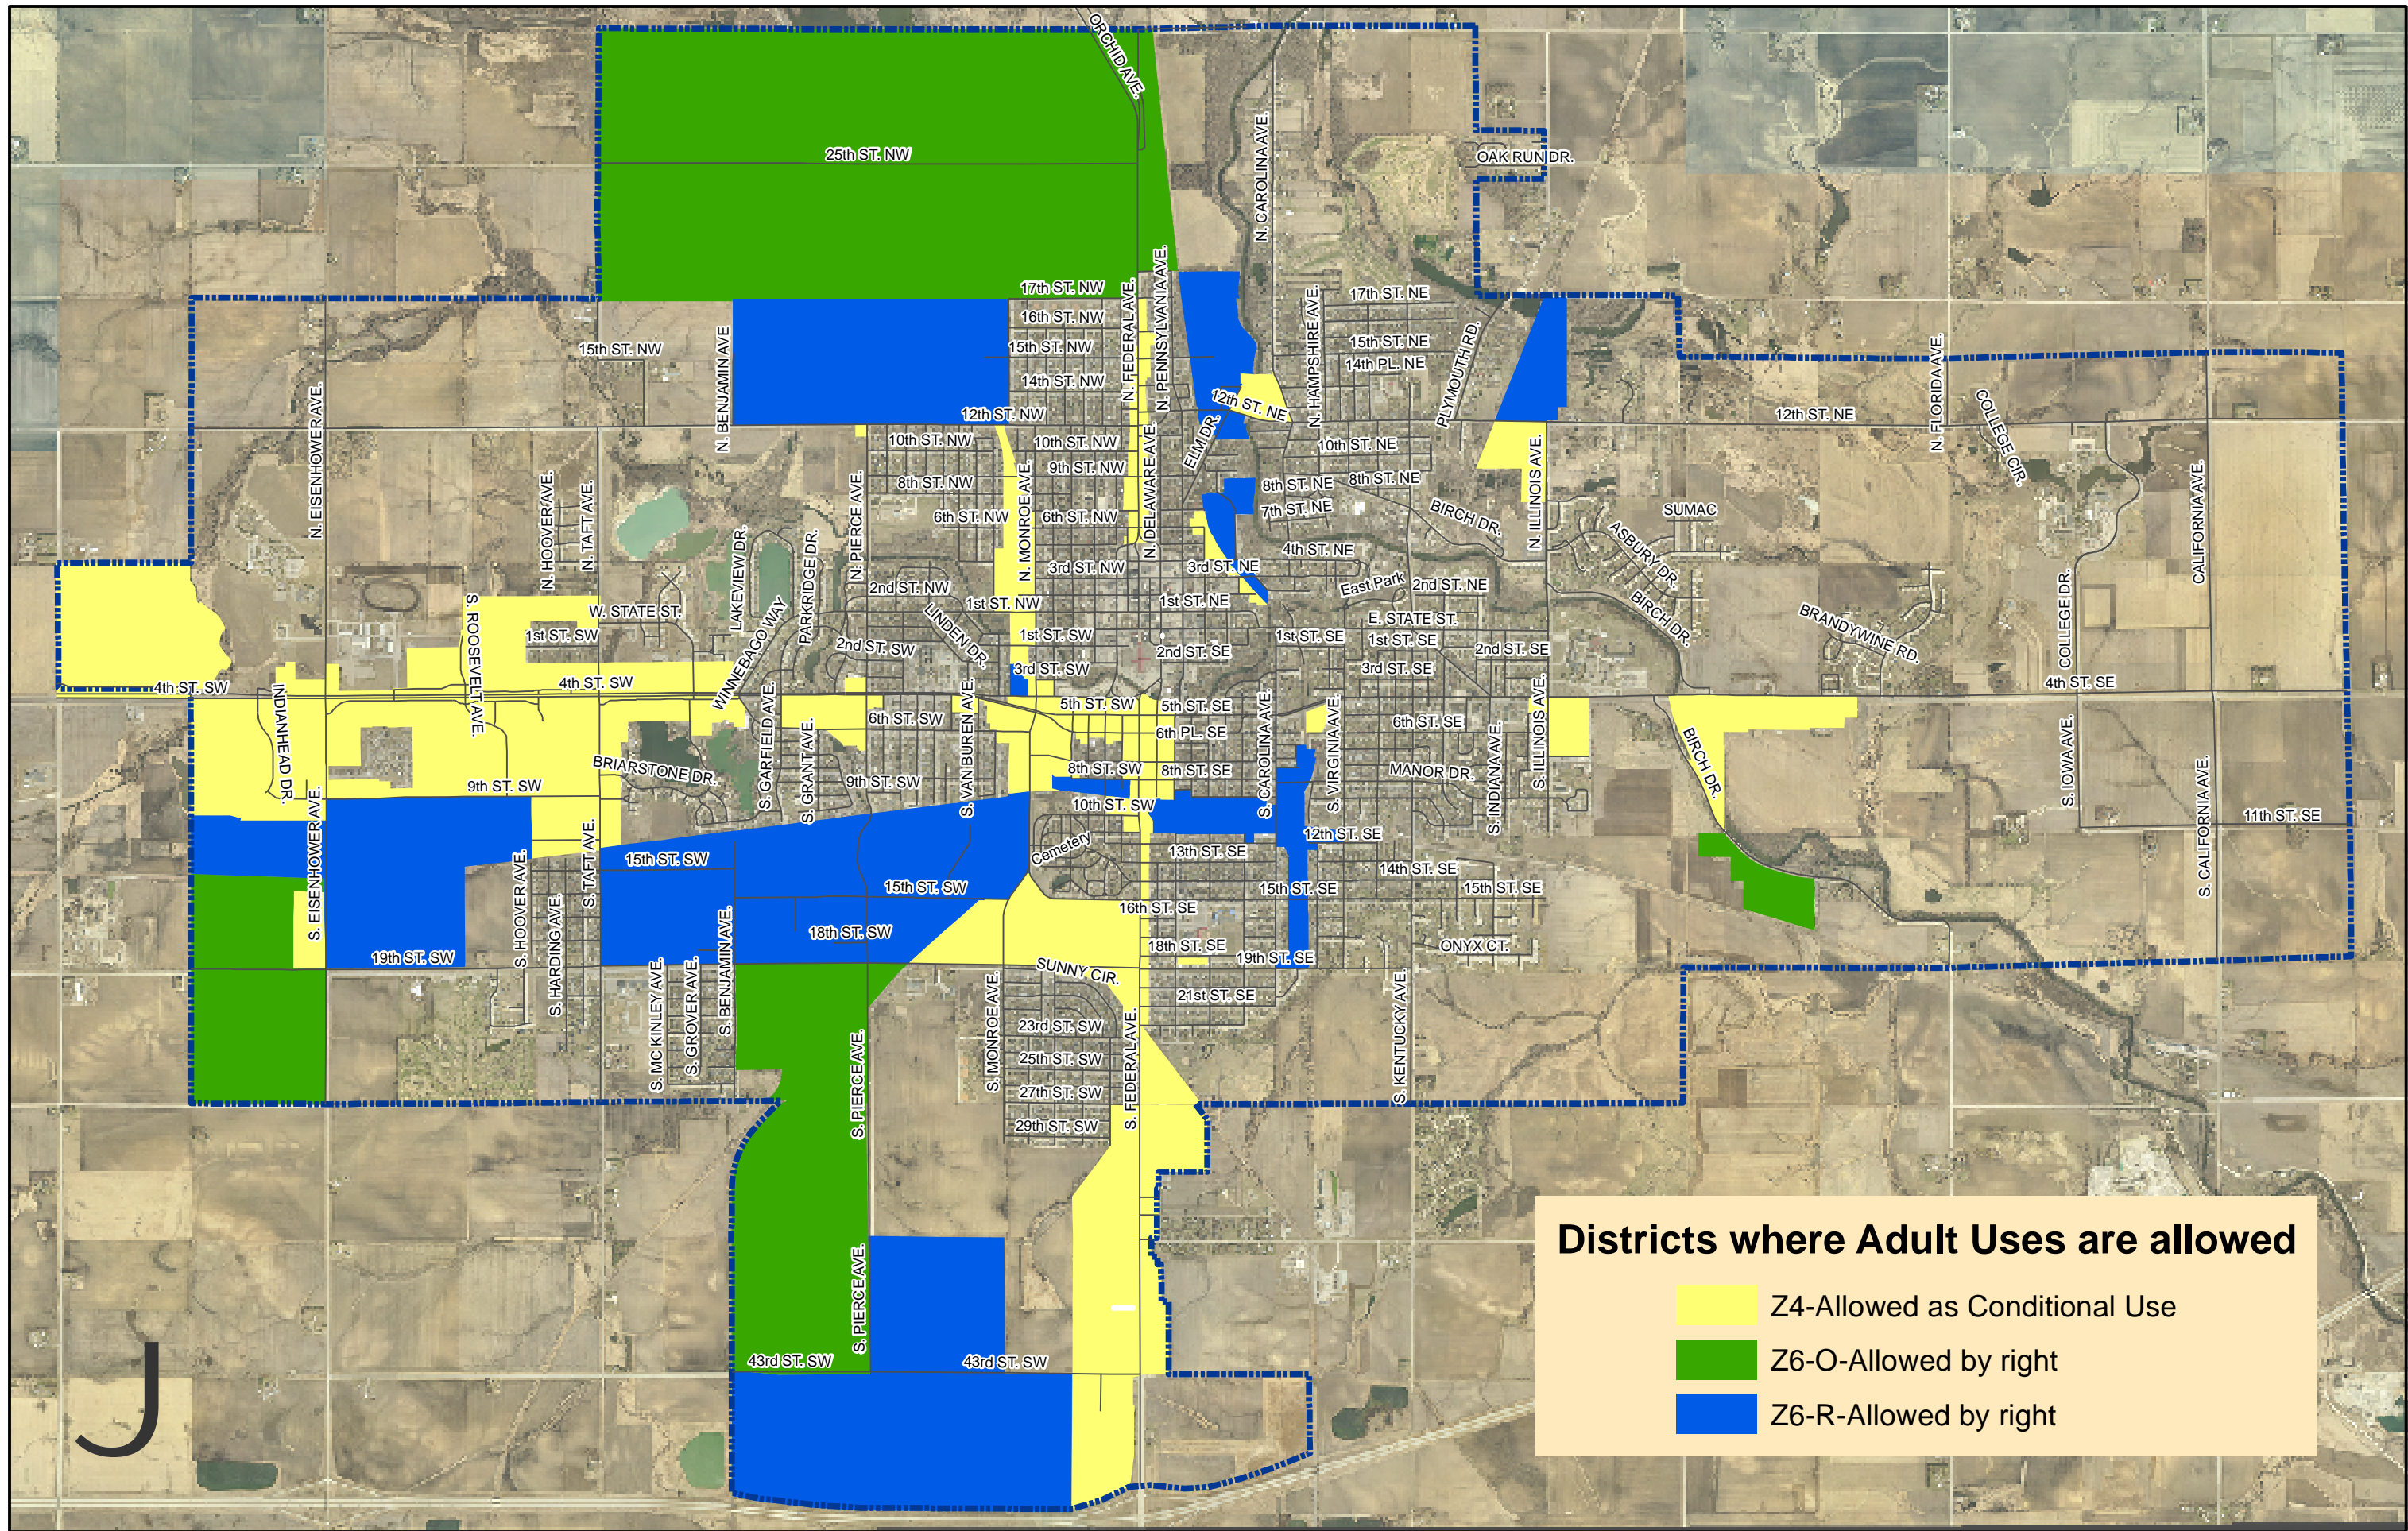 ORCHID AVE.
25th ST. NW
N. CAROLINA AVE.
OAK RUN DR.
17th ST. NW
N. FEDERAL AVE.
N. PENNSYLVANIA AVE.
17th ST. NE
16th ST. NW
N. HAMPSHIRE AVE.
15th ST. NW
N. BENJAMIN AVE
15th ST. NW
15th ST. NE
PLYMOUTH RD.
14th PL. NE
14th ST. NW
N. EISENHOWER AVE.
12th ST. NW
12th ST. NE
12th ST. NE
N. FLORIDA AVE.
COLLEGE CIR.
10th ST. NW
10th ST. NW
N. DELAWARE AVE.
ELM DR.
10th ST. NE
9th ST. NW
8th ST. NW
8th ST. NW
8th ST. NE
8th ST. NE
N. ILLINOIS AVE.
CALIFORNIA AVE.
N. HOOVER AVE.
N. TAFT AVE.
N. PIERCE AVE.
N. MONROE AVE.
6th ST. NW
6th ST. NW
7th ST. NE
BIRCH DR.
SUMAC
ASBURY DR.
LAKEVIEW DR.
PARKRIDGE DR.
4th ST. NE
3rd ST. NW
3rd ST. NE
East Park
2nd ST. NE
2nd ST. NW
S. ROOSEVELT AVE.
W. STATE ST.
1st ST. NW
1st ST. NE
LINDEN DR.
E. STATE ST.
BIRCH DR.
BRANDYWINE RD.
COLLEGE DR.
1st ST. SW
WINNEBAGO WAY
2nd ST. SW
1st ST. SW
2nd ST. SE
1st ST. SE
1st ST. SE
2nd ST. SE
3rd ST. SW
3rd ST. SE
4th ST. SW
4th ST. SW
4th ST. SE
INDIANHEAD DR.
S. GARFIELD AVE.
S. GRANT AVE.
S. VAN BUREN AVE.
5th ST. SW
5th ST. SE
S. CAROLINA AVE.
S. VIRGINIA AVE.
6th ST. SW
6th PL. SE
6th ST. SE
S. INDIANA AVE.
S. ILLINOIS AVE.
BIRCH DR.
S. IOWA AVE.
S. CALIFORNIA AVE.
BRIARSTONE DR.
8th ST. SW
8th ST. SE
MANOR DR.
9th ST. SW
9th ST. SW
10th ST. SW
11th ST. SE
S. EISENHOWER AVE.
S. HOOVER AVE.
S. HARDING AVE.
S. TAFT AVE.
Cemetery
12th ST. SE
15th ST. SW
13th ST. SE
14th ST. SE
15th ST. SW
15th ST. SE
15th ST. SE
16th ST. SE
18th ST. SW
18th ST. SE
ONYX CT.
19th ST. SW
19th ST. SE
S. MC KINLEY AVE.
S. GROVER AVE.
S. BENJAMIN AVE.
SUNNY CIR.
21st ST. SE
S. PIERCE AVE.
S. MONROE AVE.
23rd ST. SW
S. FEDERAL AVE.
S. KENTUCKY AVE.
25th ST. SW
27th ST. SW
29th ST. SW
S. PIERCE AVE.
43rd ST. SW
43rd ST. SW
Districts where Adult Uses are allowed
Z4-Allowed as Conditional Use
Z6-O-Allowed by right
Z6-R-Allowed by right
J